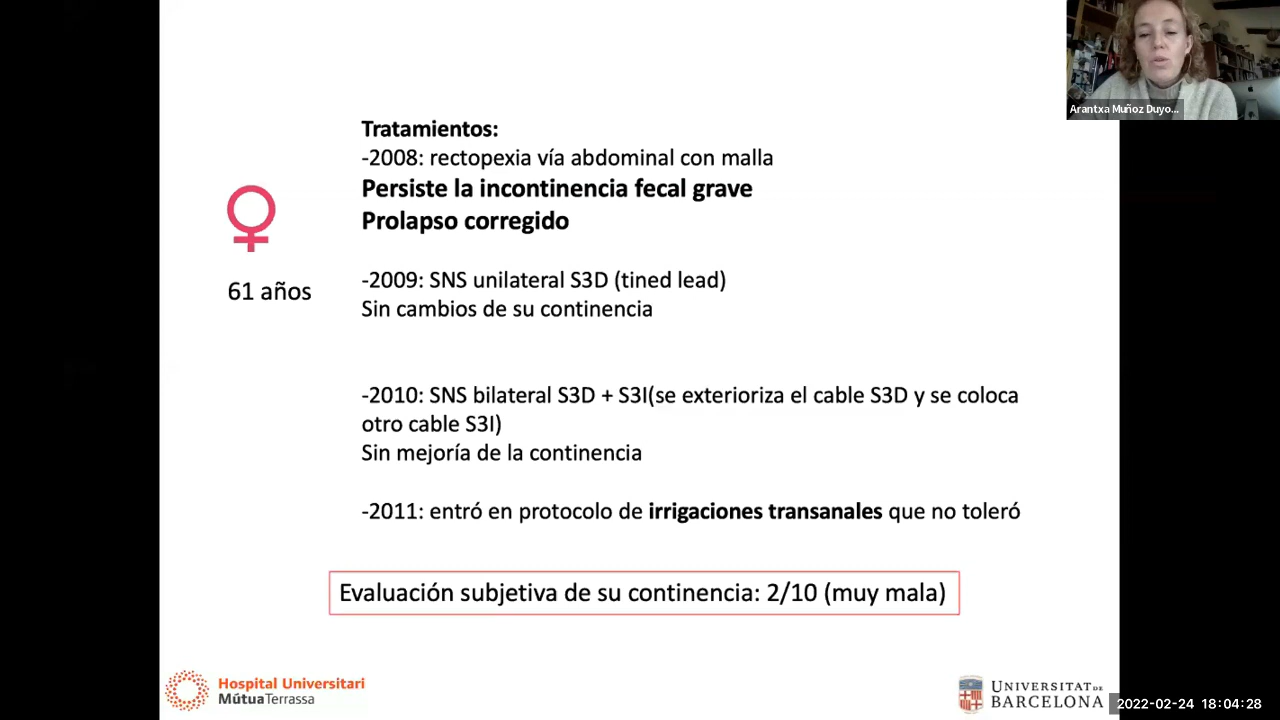 Arantxa Muñoz Duyo...
Tratamientos:
-2008: rectopexia vía abdominal con malla
Persiste la incontinencia fecal grave
Prolapso corregido
61 años
-2009: SNS unilateral S3D (tined lead)
Sin cambios de su continencia
-2010: SNS bilateral S3D + S3I(se exterioriza el cable S3D y se coloca
otro cable S3I)
Sin mejoría de la continencia
-2011: entró en protocolo de irrigaciones transanales que no toleró
Evaluación subjetiva de su continencia: 2/10 (muy mala)
Hospital Universitari
MútuaTerrassa
UNIVERSITAT DE
BARCELONA
2022-02-24 18:04:28